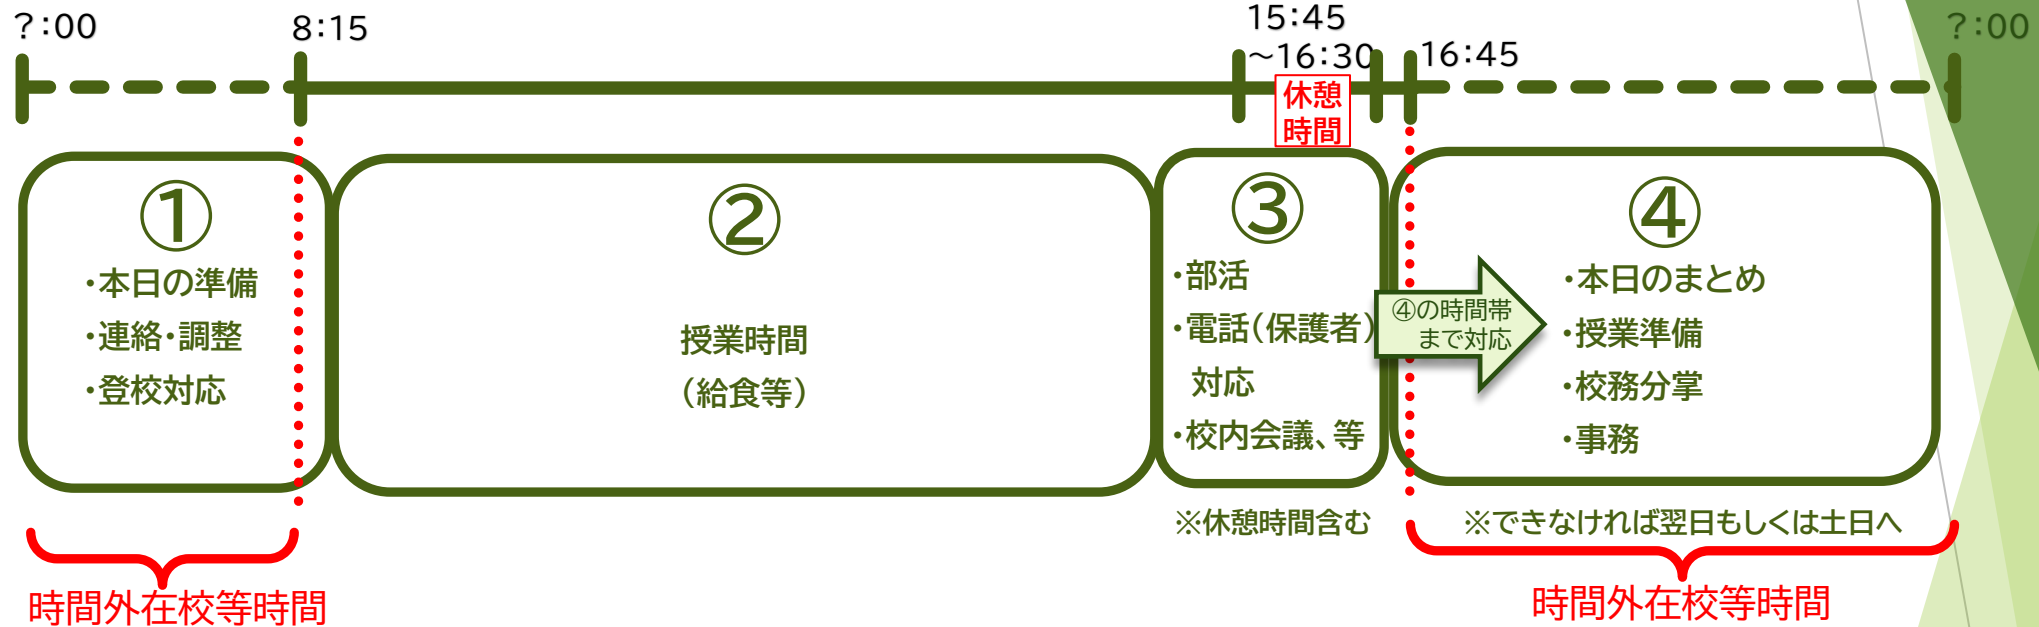 ?:00
8:15
15:45
～16:30
16:45
?:00
休憩
時間
①
・本日の準備
・連絡・調整
・登校対応
②
授業時間
（給食等）
③
・部活
・電話（保護者）
対応
・校内会議、等
④の時間帯
まで対応
④
・本日のまとめ
・授業準備
・校務分掌
・事務
※休憩時間含む
※できなければ翌日もしくは土日へ
時間外在校等時間
時間外在校等時間